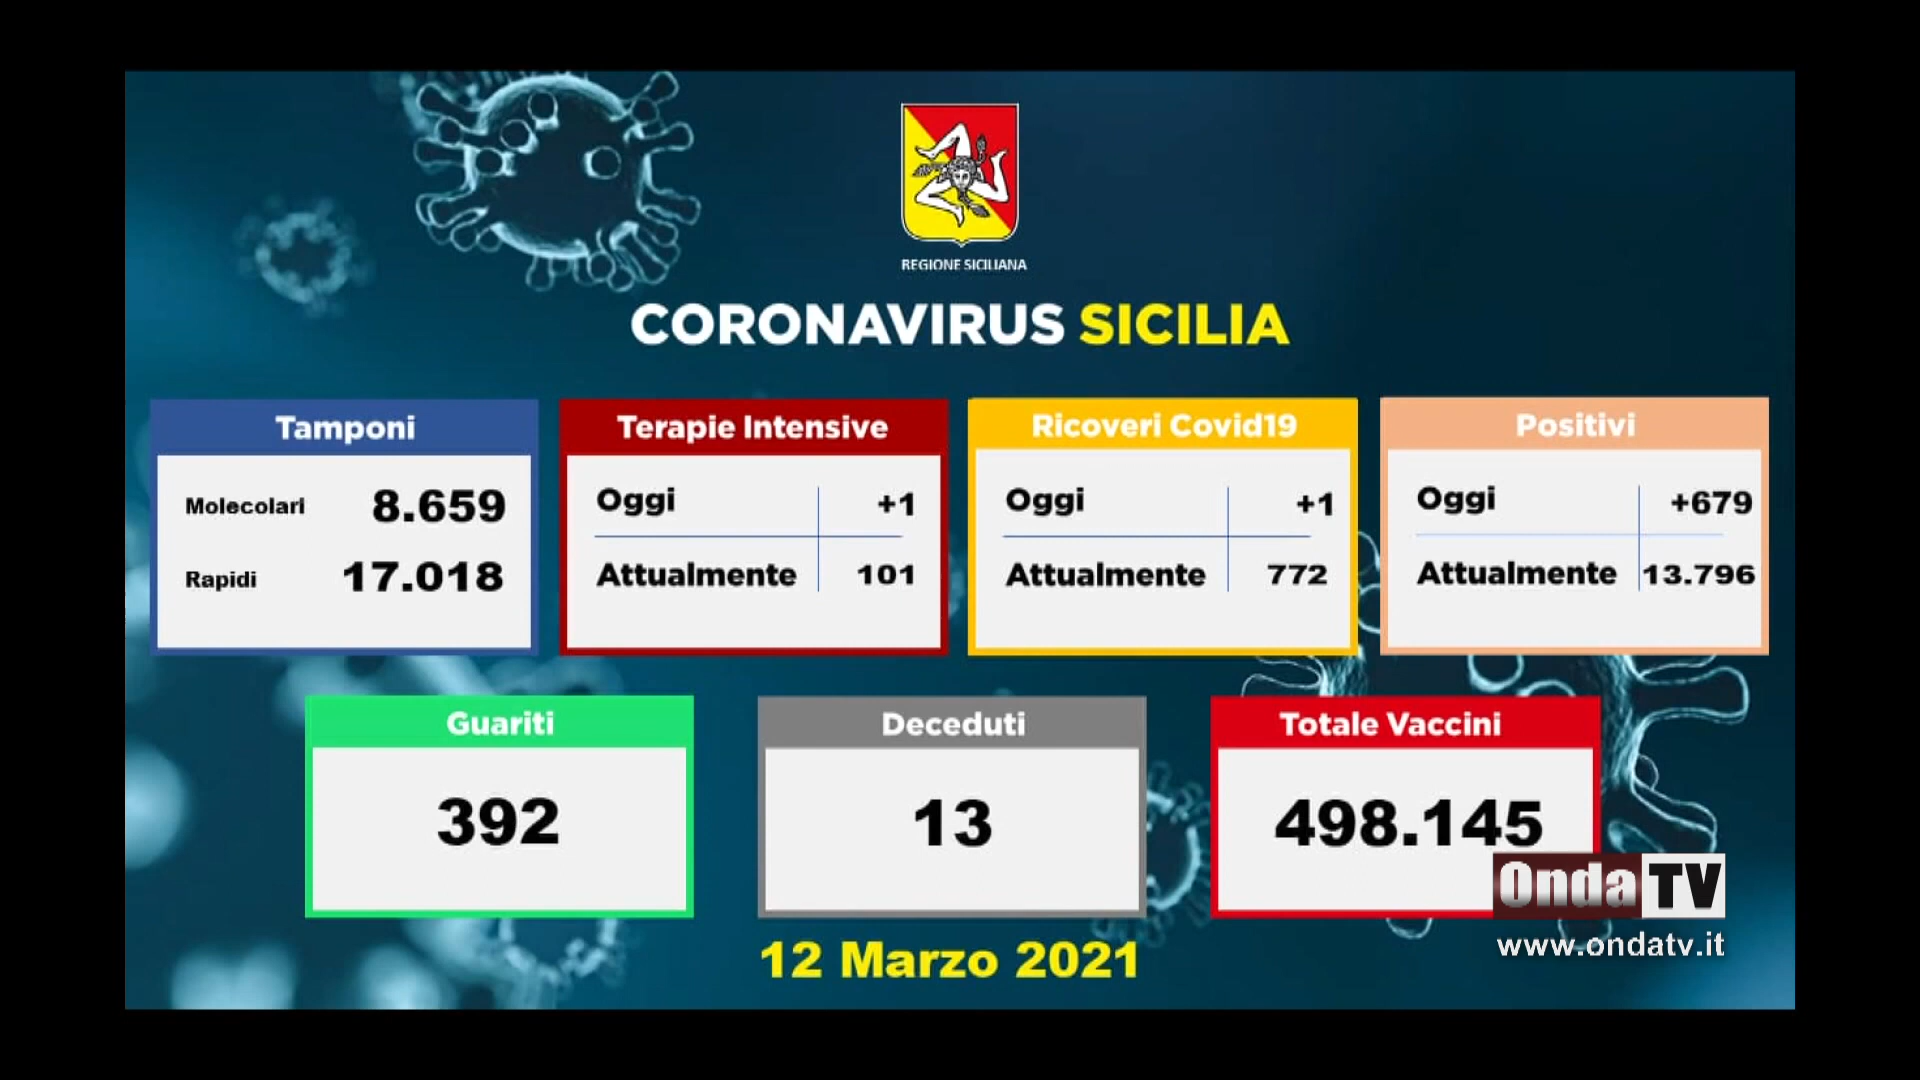 REGIONE SICILIANA
CORONAVIRUS SICILIA
Tamponi
Molecolari 8.659
Rapidi 17.018
Terapie Intensive
Oggi +1
Attualmente 101
Ricoveri Covid19
Oggi +1
Attualmente 772
Positivi
Oggi +679
Attualmente 13.796
Guariti
392
Deceduti
13
Totale Vaccini
498.145
12 Marzo 2021
Onda TV
www.ondatv.it